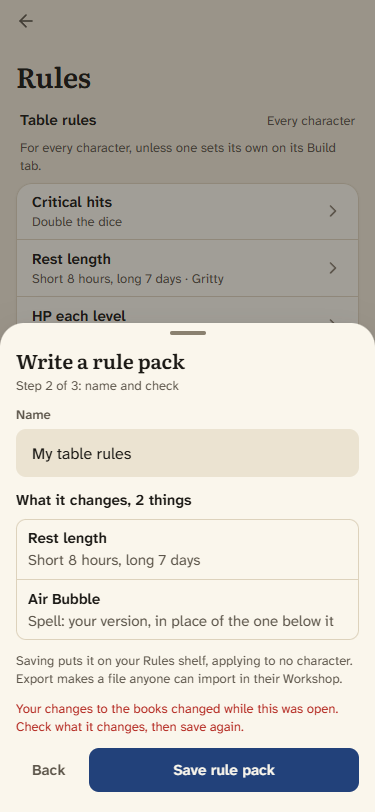 Rules
Table rules
Every character
For every character, unless one sets its own on its Build
tab.
Critical hits
Double the dice
Rest length
Short 8 hours, long 7 days · Gritty
HP each level
Write a rule pack
Step 2 of 3: name and check
Name
My table rules
What it changes, 2 things
Rest length
Short 8 hours, long 7 days
Air Bubble
Spell: your version, in place of the one below it
Saving puts it on your Rules shelf, applying to no character.
Export makes a file anyone can import in their Workshop.
Your changes to the books changed while this was open.
Check what it changes, then save again.
Back
Save rule pack